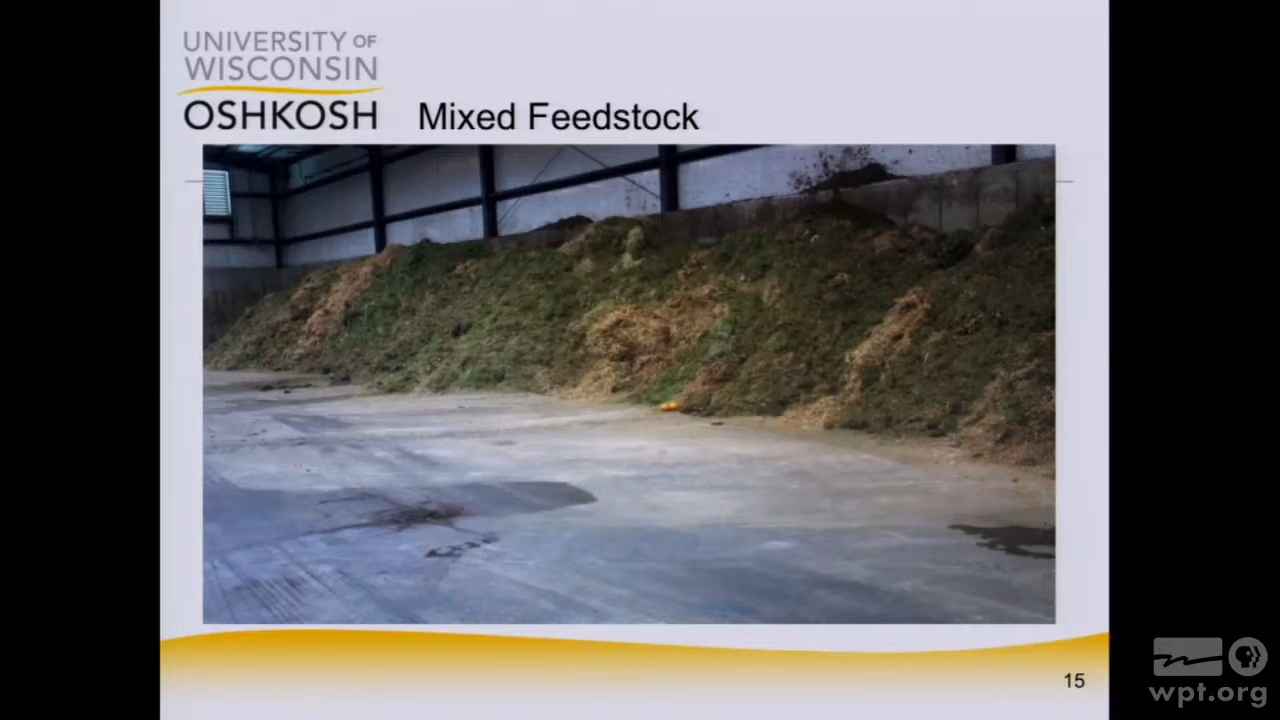 UNIVERSITY OF
WISCONSIN
OSHKOSH
Mixed Feedstock
15
wpt.org